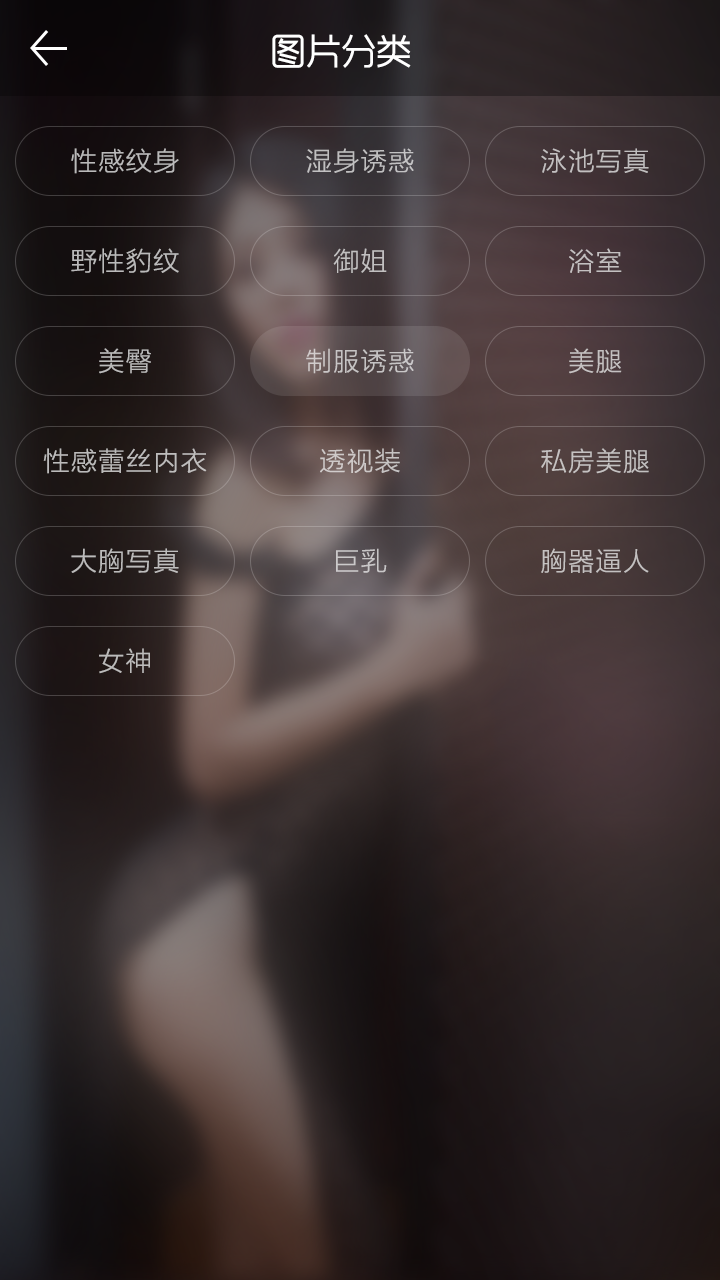 图片分类
性感纹身
湿身诱惑
泳池写真
野性豹纹
御姐
浴室
美臀
制服诱惑
美腿
性感蕾丝内衣
透视装
私房美腿
大胸写真
巨乳
胸器逼人
女神